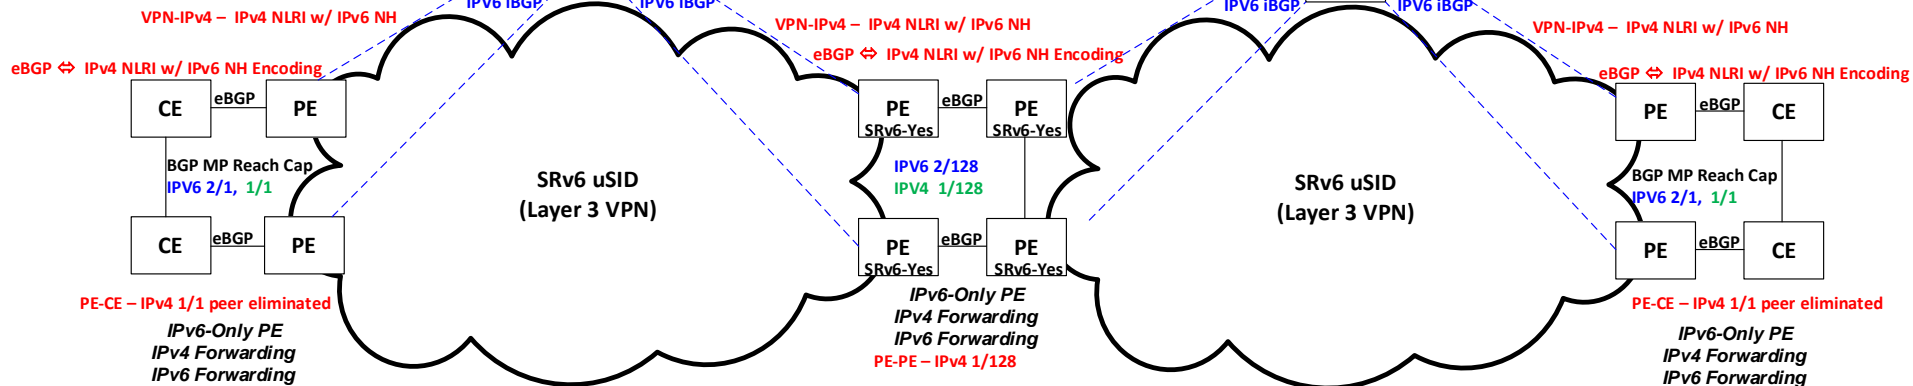 IPV6 iBGP
IPV6 iBGP
IPV6 iBGP
IPV6 iBGP
VPN-IPv4 – IPv4 NLRI w/ IPv6 NH
VPN-IPv4 – IPv4 NLRI w/ IPv6 NH
VPN-IPv4 – IPv4 NLRI w/ IPv6 NH
eBGP ⇔ IPv4 NLRI w/ IPv6 NH Encoding
eBGP ⇔ IPv4 NLRI w/ IPv6 NH Encoding
eBGP ⇔ IPv4 NLRI w/ IPv6 NH Encoding
CE
eBGP
PE
PE
SRv6-Yes
eBGP
PE
SRv6-Yes
PE
eBGP
CE
BGP MP Reach Cap
IPV6 2/1, 1/1
SRv6 uSID
(Layer 3 VPN)
IPV6 2/128
IPV4 1/128
SRv6 uSID
(Layer 3 VPN)
BGP MP Reach Cap
IPV6 2/1, 1/1
CE
eBGP
PE
PE
SRv6-Yes
eBGP
PE
SRv6-Yes
PE
eBGP
CE
PE-CE – IPv4 1/1 peer eliminated
IPv6-Only PE
IPv4 Forwarding
IPv6 Forwarding
IPv6-Only PE
IPv4 Forwarding
IPv6 Forwarding
PE-PE – IPv4 1/128
PE-CE – IPv4 1/1 peer eliminated
IPv6-Only PE
IPv4 Forwarding
IPv6 Forwarding